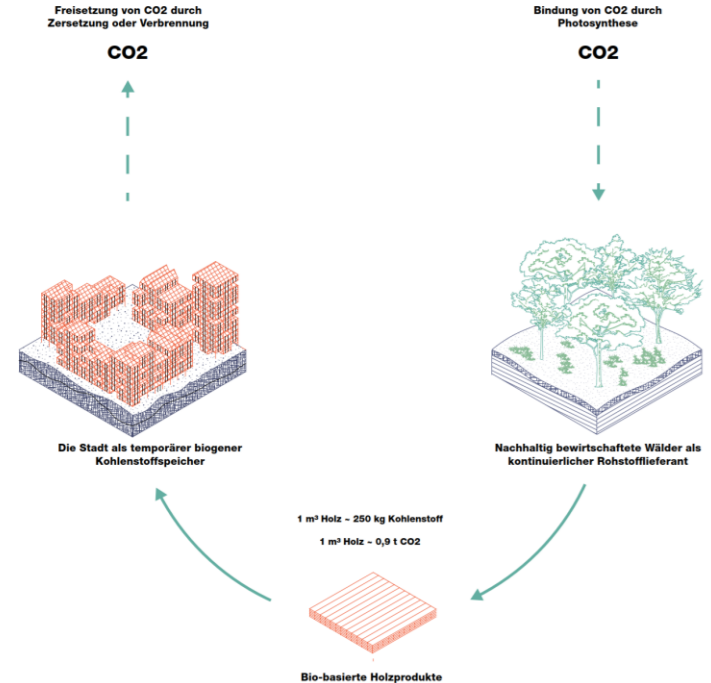 Freisetzung von CO2 durch
Zersetzung oder Verbrennung
CO2
Bindung von CO2 durch
Photosynthese
CO2
Die Stadt als temporärer biogener
Kohlenstoffspeicher
Nachhaltig bewirtschaftete Wälder als
kontinuierlicher Rohstofflieferant
1 m³ Holz ~ 250 kg Kohlenstoff
1 m³ Holz ~ 0,9 t CO2
Bio-basierte Holzprodukte